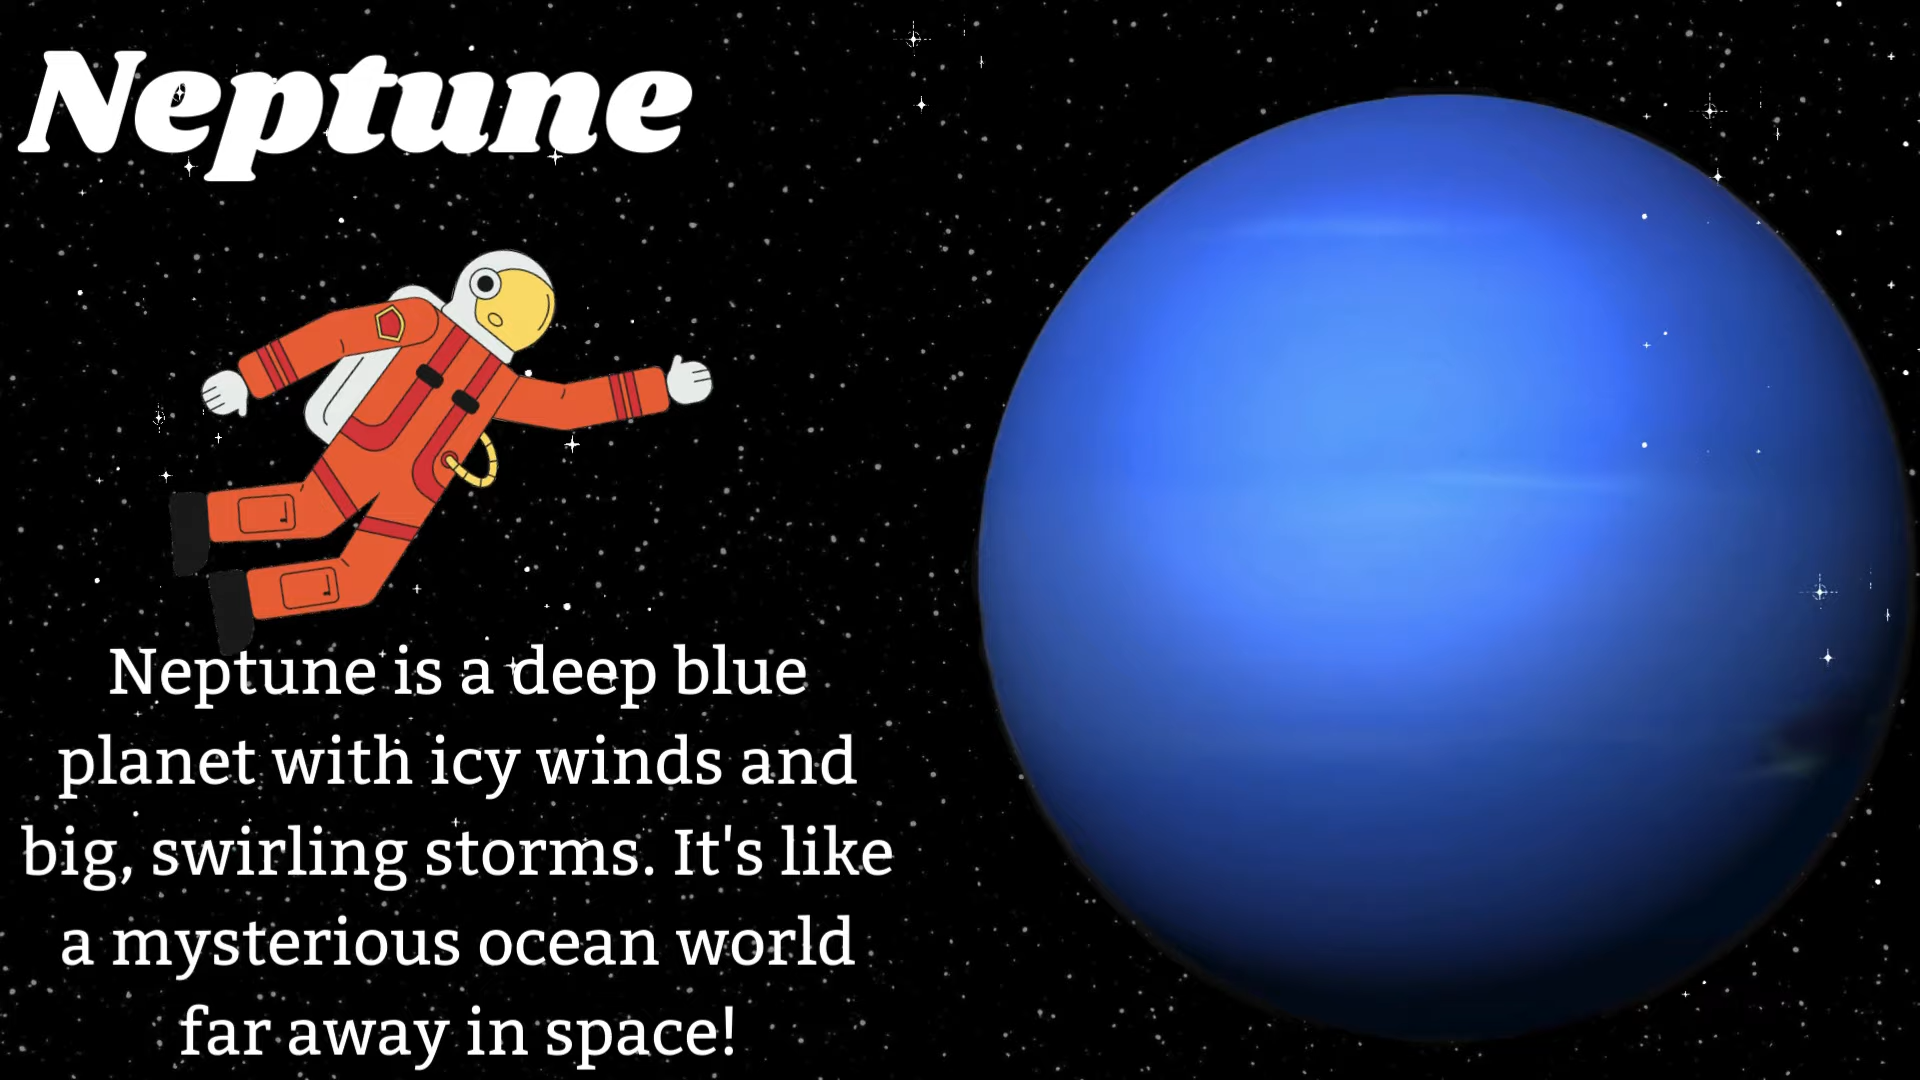 Neptune
Neptune is a deep blue
planet with icy winds and
big, swirling storms. It's like
a mysterious ocean world
far away in space!